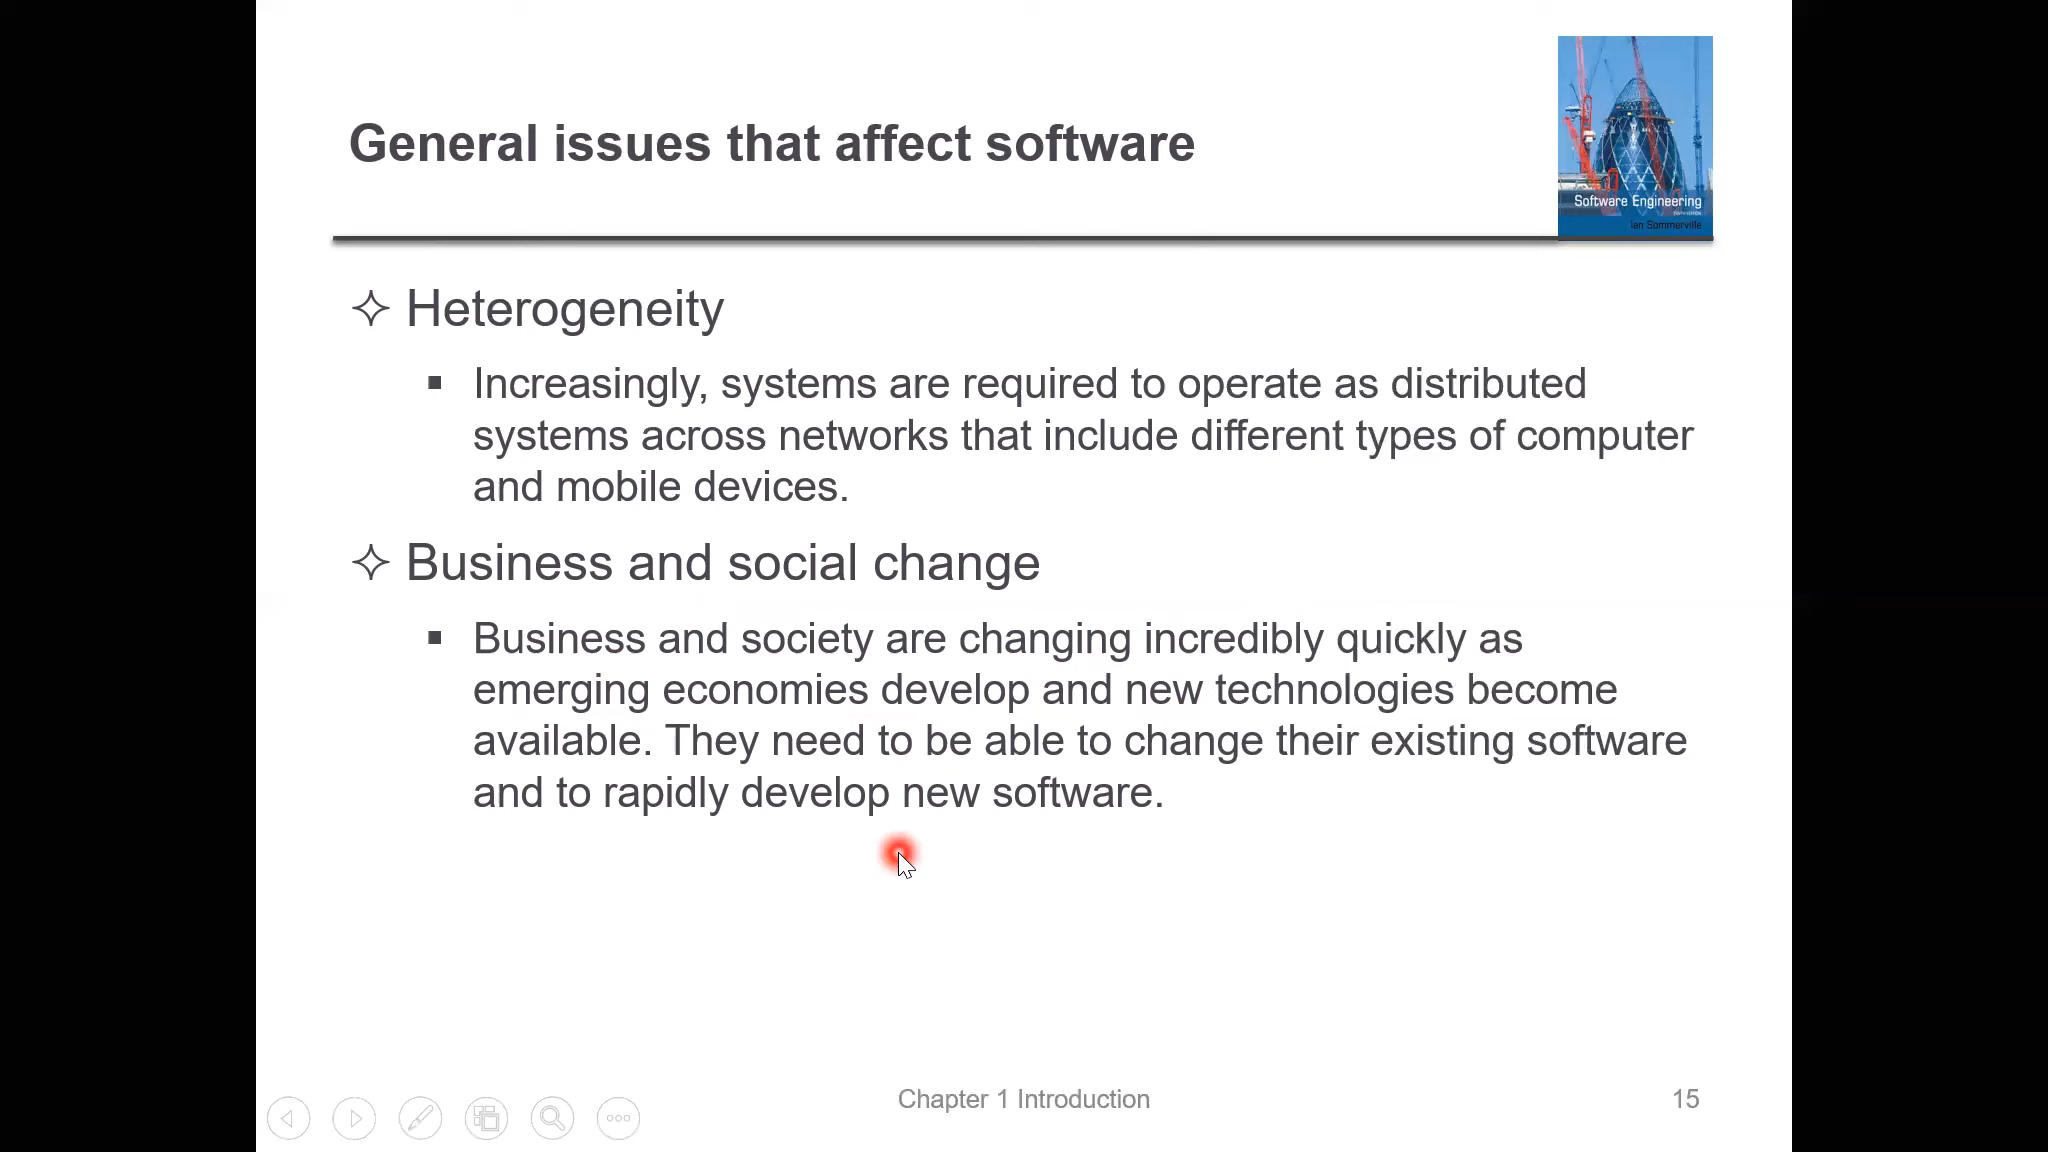 General issues that affect software
Software Engineering
Ian Sommerville
✧ Heterogeneity
▪ Increasingly, systems are required to operate as distributed
systems across networks that include different types of computer
and mobile devices.
✧ Business and social change
▪ Business and society are changing incredibly quickly as
emerging economies develop and new technologies become
available. They need to be able to change their existing software
and to rapidly develop new software.
Chapter 1 Introduction
15